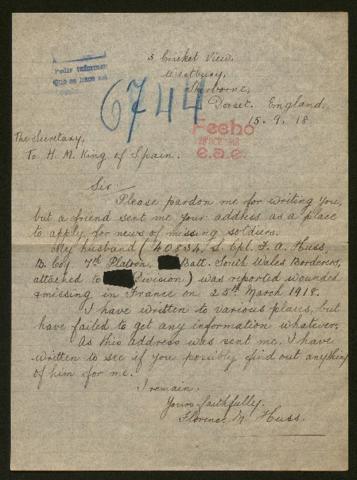 3 Cricket View,
Westbury,
Sherborne,
Dorset. England,
15.9.18.
6744
Fecho
e.a.e.
The Secretary,
To H. M. King of Spain.
Sir
Please pardon me for writing you,
but a friend sent me your address as a place
to apply for news of missing soldiers.
My husband (40834 L. Cpl. F. A. Huss,
B. Coy 7th Platoon, Batt. South Wales Borderers,
attached to Division) was reported wounded
& missing in France on 25th March 1918.
I have written to various places, but
have failed to get any information whatever,
As this address was sent me, I have
written to see if you possibly find out anything
of him for me.
I remain,
Yours faithfully,
Florence M. Huss.